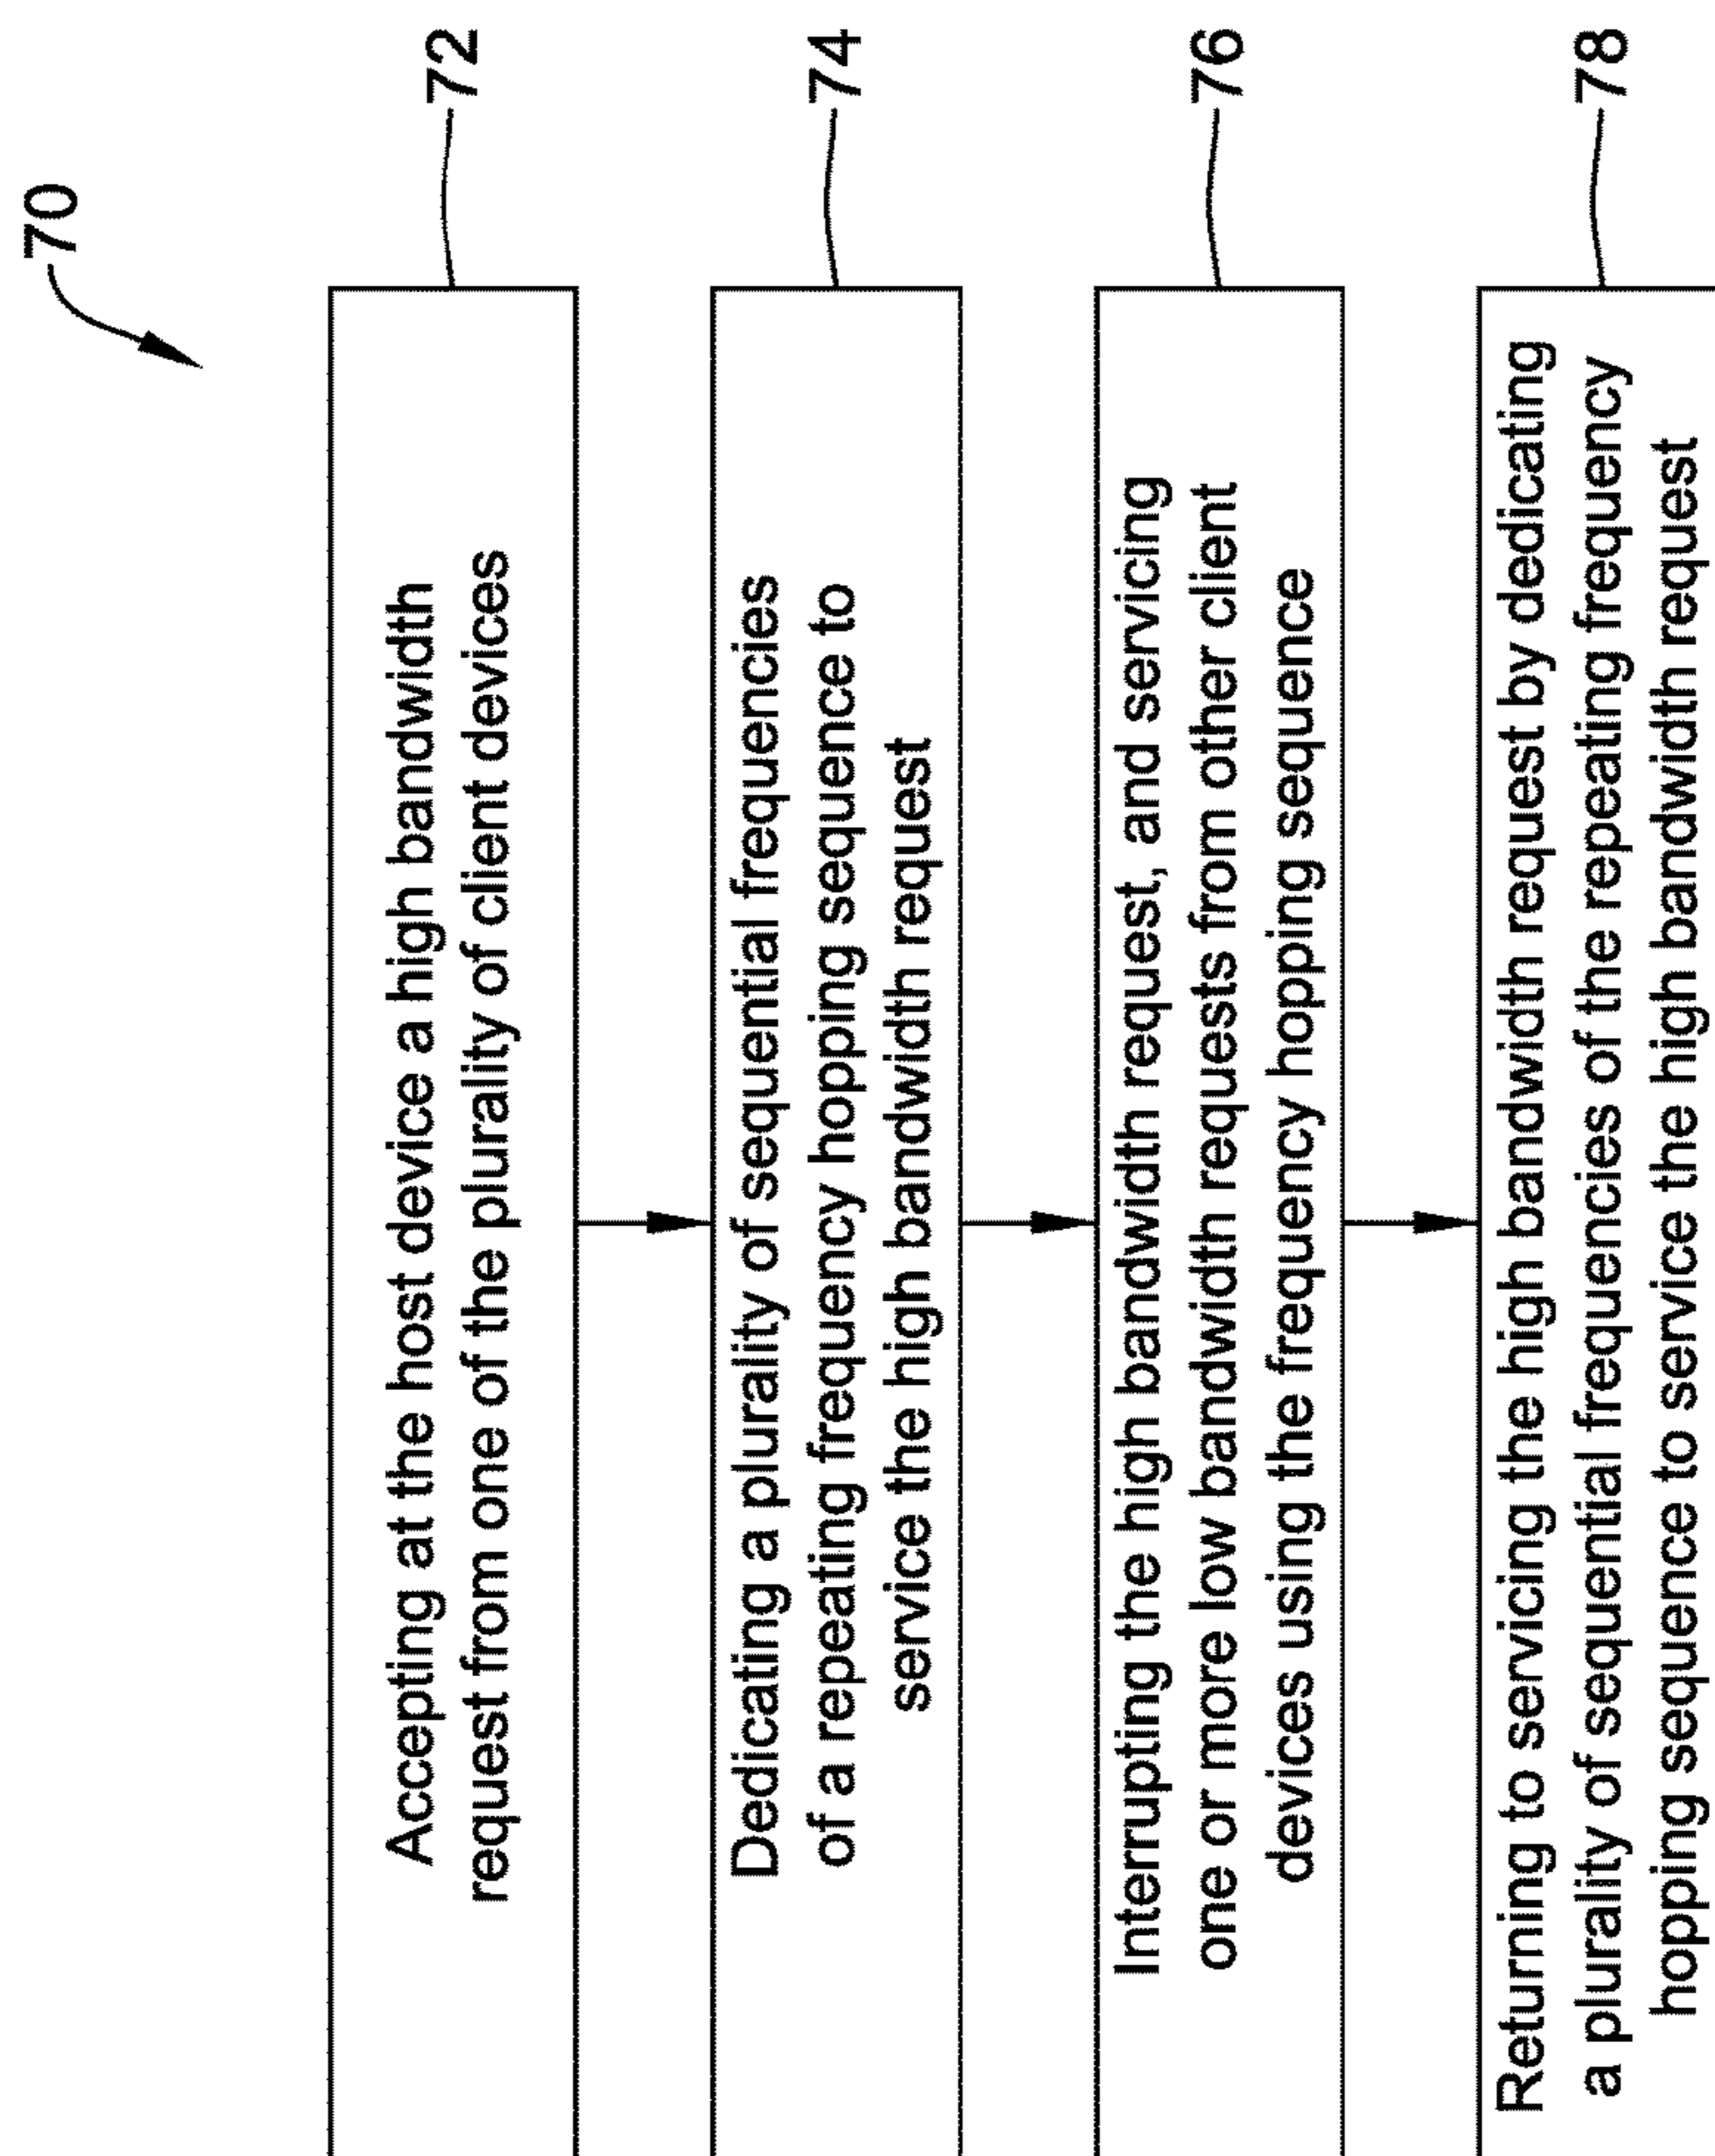 70
Accepting at the host device a high bandwidth
request from one of the plurality of client devices
72
Dedicating a plurality of sequential frequencies
of a repeating frequency hopping sequence to
service the high bandwidth request
74
Interrupting the high bandwidth request, and servicing
one or more low bandwidth requests from other client
devices using the frequency hopping sequence
76
Returning to servicing the high bandwidth request by dedicating
a plurality of sequential frequencies of the repeating frequency
hopping sequence to service the high bandwidth request
78